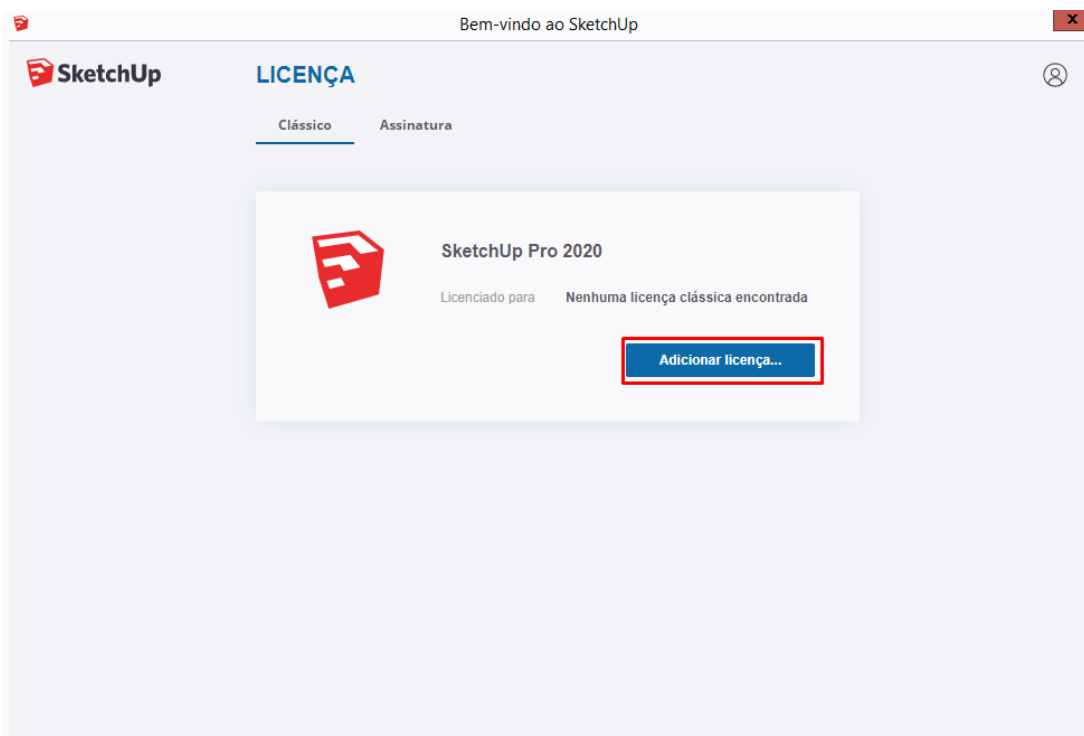 Bem-vindo ao SketchUp
x
SketchUp
LICENÇA
Clássico
Assinatura
SketchUp Pro 2020
Licenciado para Nenhuma licença clássica encontrada
Adicionar licença...